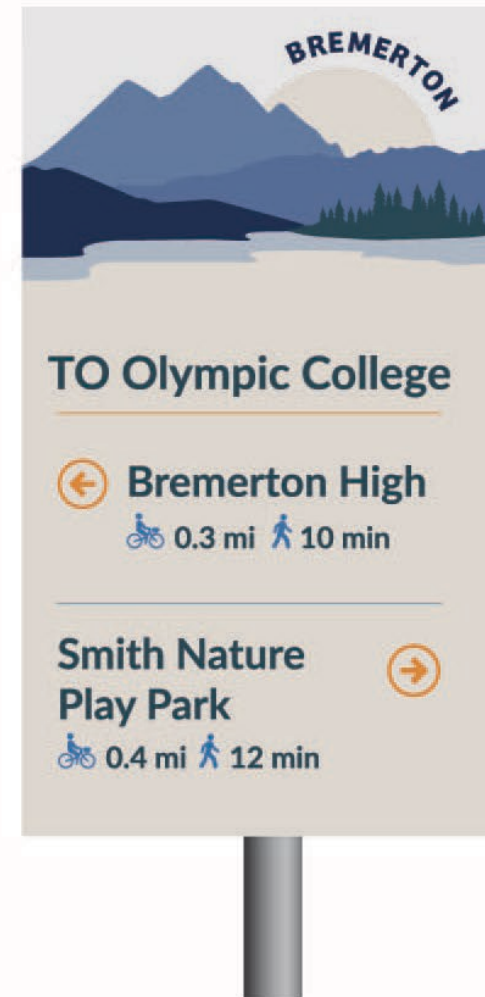 BREMERTON
TO Olympic College
Bremerton High
0.3 mi 10 min
Smith Nature
Play Park
0.4 mi 12 min